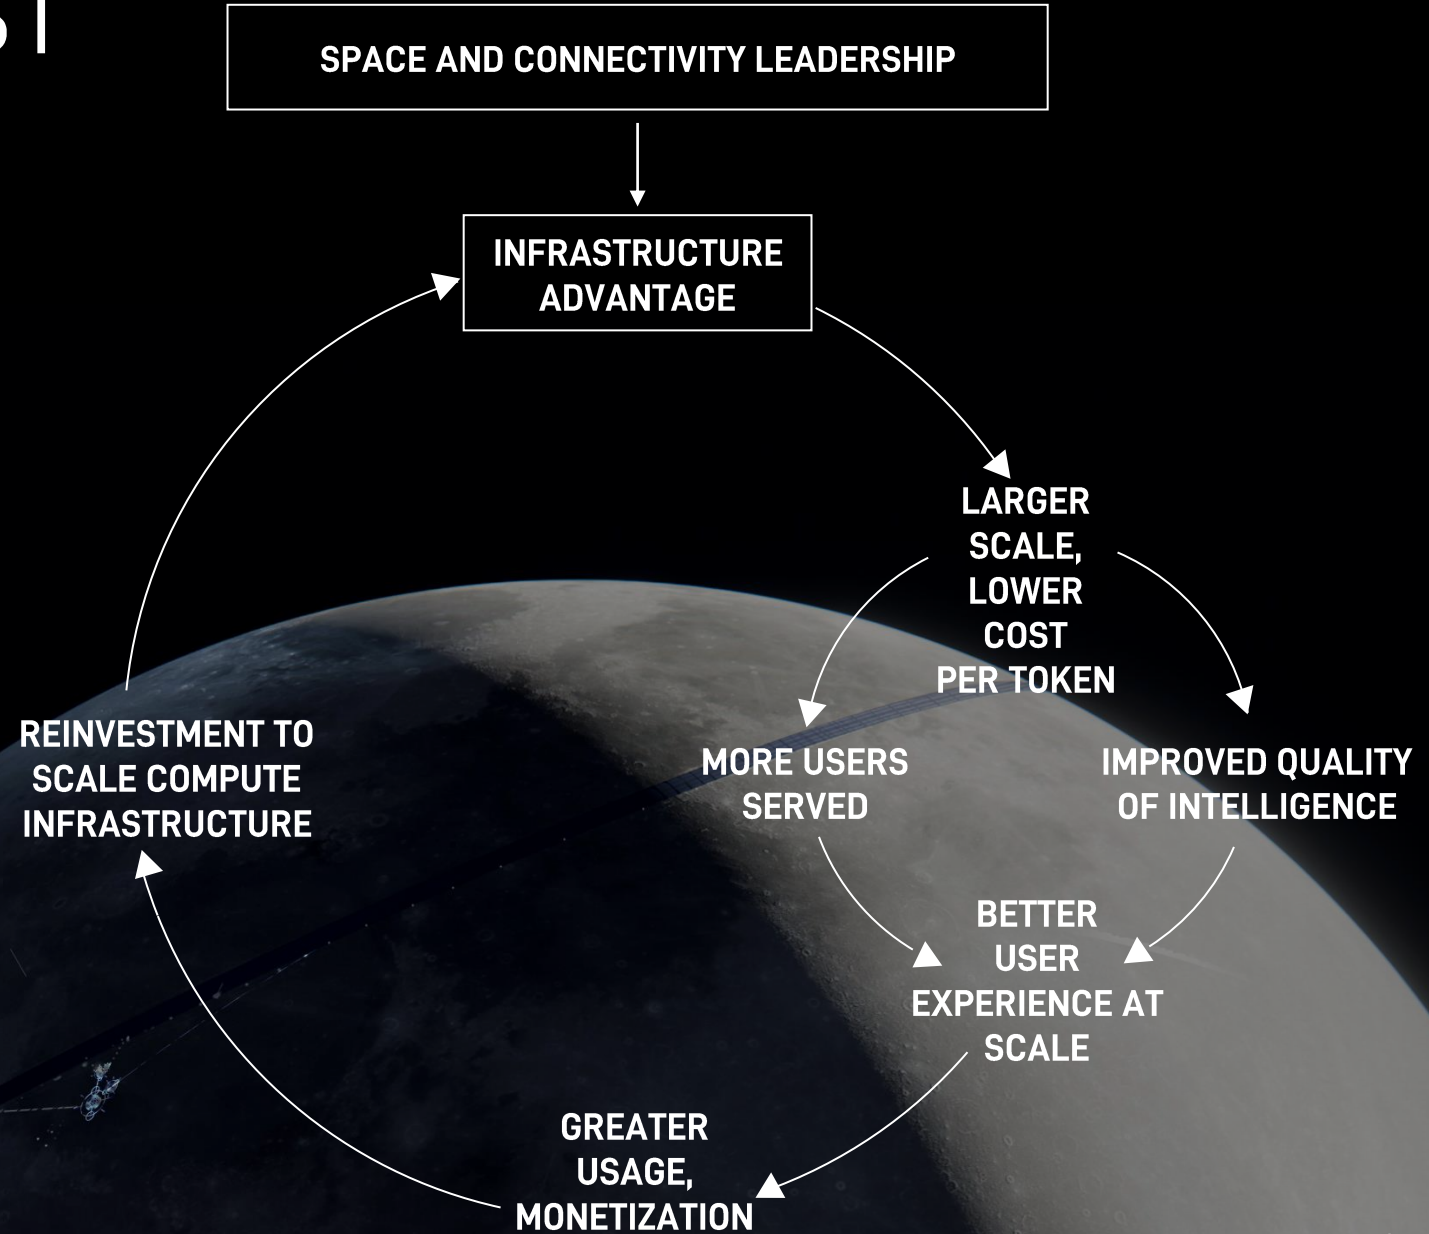 SPACE AND CONNECTIVITY LEADERSHIP
INFRASTRUCTURE
ADVANTAGE
LARGER
SCALE,
LOWER
COST
PER TOKEN
MORE USERS
SERVED
IMPROVED QUALITY
OF INTELLIGENCE
BETTER
USER
EXPERIENCE AT
SCALE
GREATER
USAGE,
MONETIZATION
REINVESTMENT TO
SCALE COMPUTE
INFRASTRUCTURE